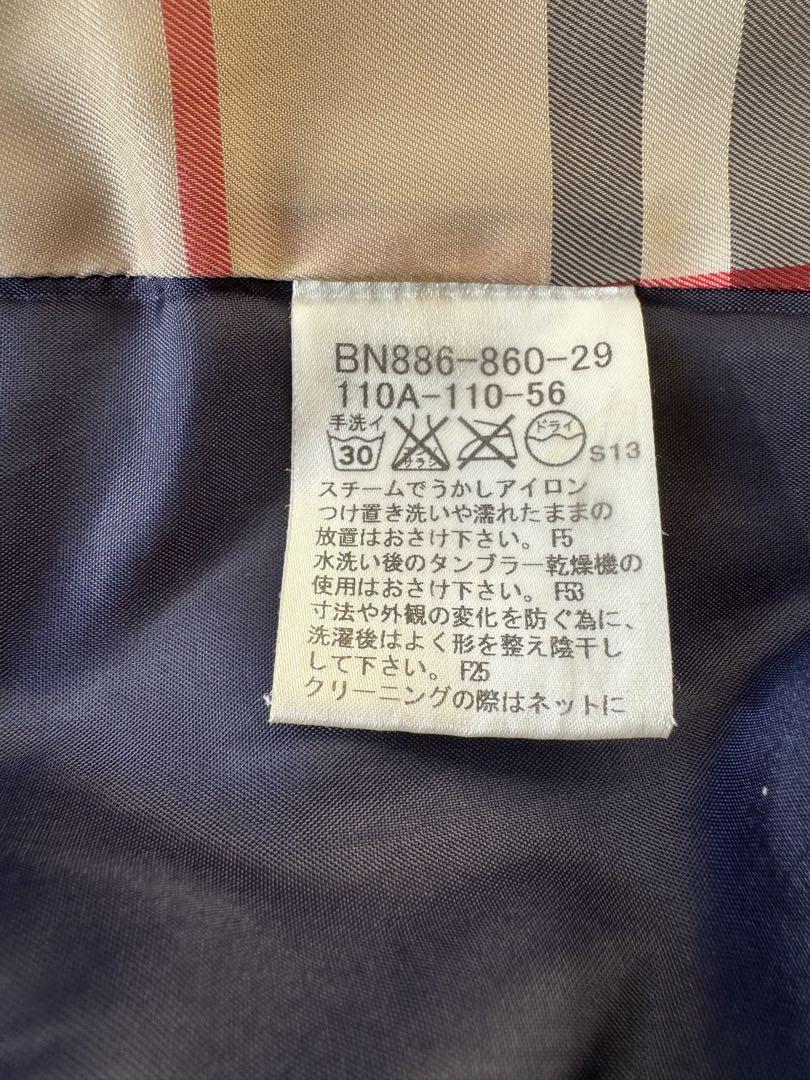 BN886-860-29
110A-110-56
手洗イ
30
エンソ
サラシ
ドライ
S13
スチームでうかしアイロン
つけ置き洗いや濡れたままの
放置はおさけ下さい。 F5
水洗い後のタンブラー乾燥機の
使用はおさけ下さい。 F53
寸法や外観の変化を防ぐ為に、
洗濯後はよく形を整え陰干し
して下さい。 F25
クリーニングの際はネットに